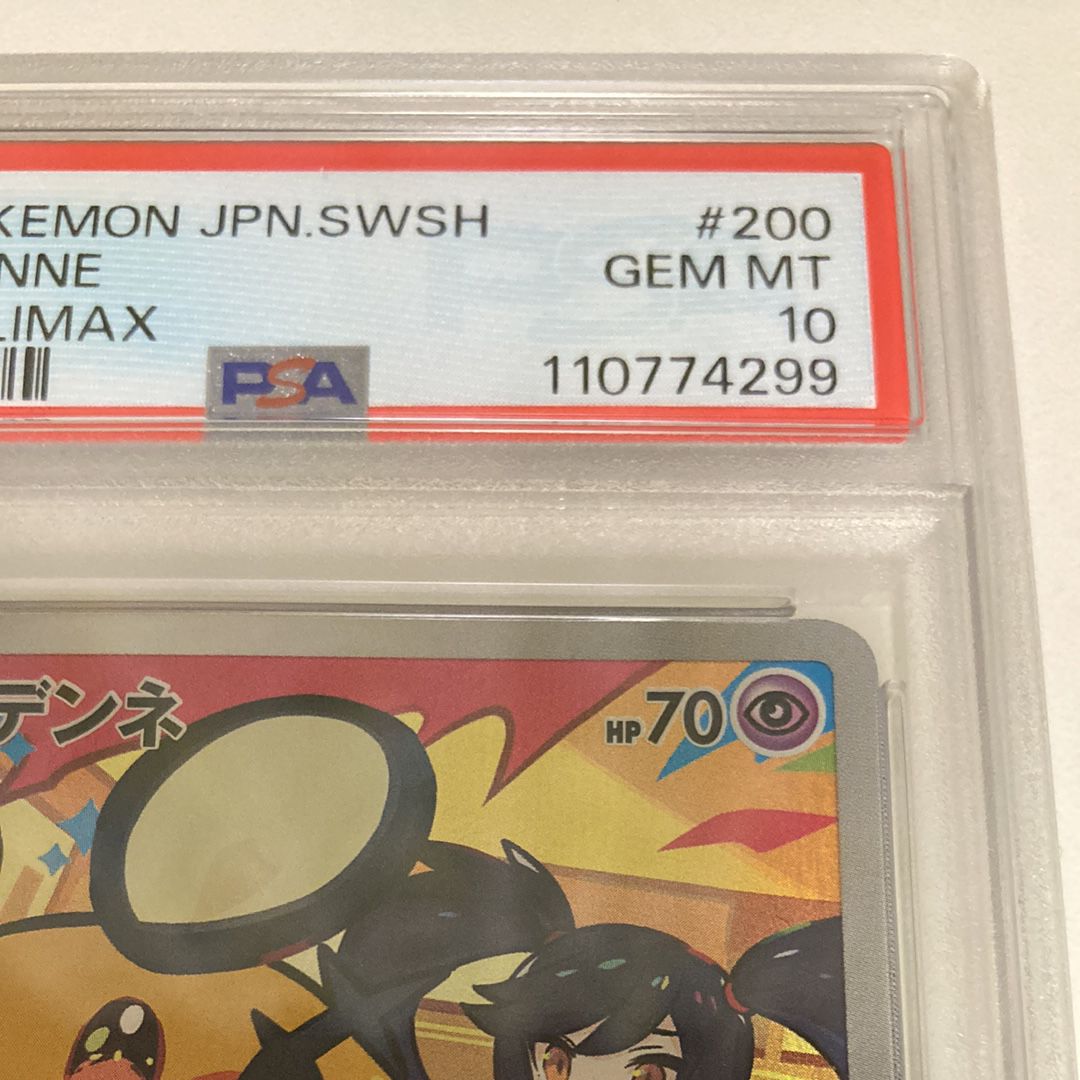 KEMON JPN.SWSH #200
NNE GEM MT
LIMAX 10
PSA 110774299
デンネ HP70